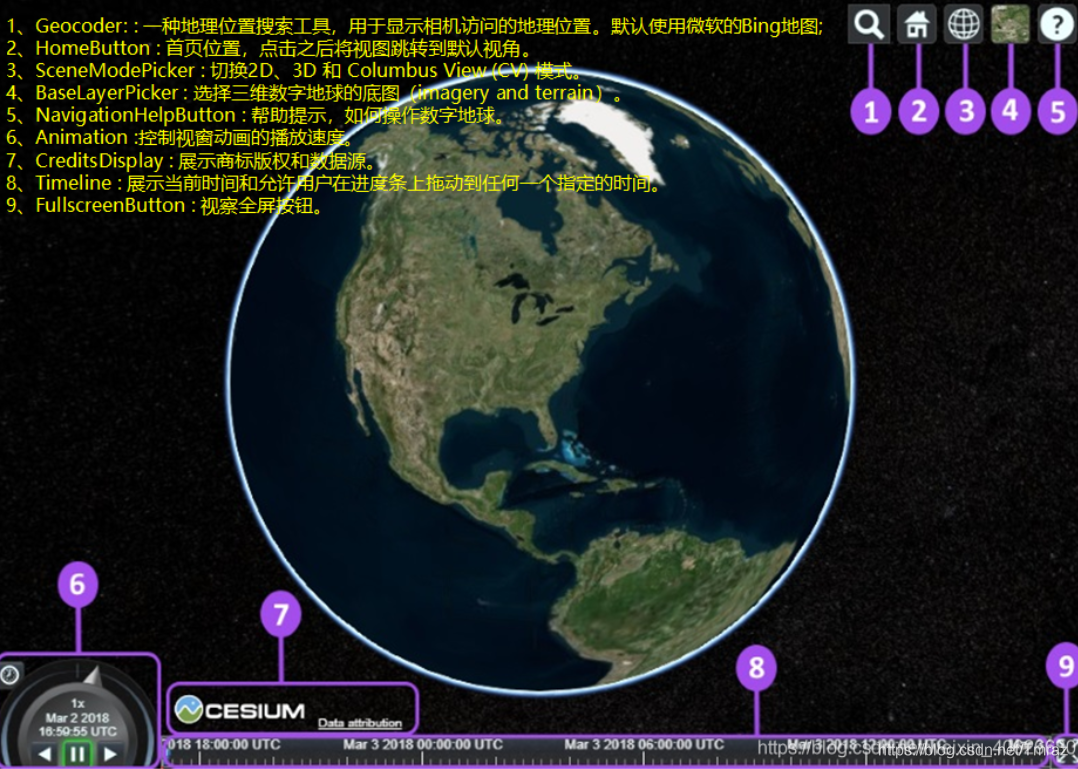 1、Geocoder: : 一种地理位置搜索工具，用于显示相机访问的地理位置。默认使用微软的Bing地图;
2、HomeButton : 首页位置，点击之后将视图跳转到默认视角。
3、SceneModePicker : 切换2D、3D 和 Columbus View (CV) 模式。
4、BaseLayerPicker : 选择三维数字地球的底图（imagery and terrain）。
5、NavigationHelpButton : 帮助提示，如何操作数字地球。
6、Animation :控制视窗动画的播放速度。
7、CreditsDisplay : 展示商标版权和数据源。
8、Timeline : 展示当前时间和允许用户在进度条上拖动到任何一个指定的时间。
9、FullscreenButton : 视察全屏按钮。
?
1 2 3 4 5
6
7
8
9
1x
Mar 2 2018
16:59:55 UTC
CESIUM
Data attribution
2018 18:00:00 UTC Mar 3 2018 00:00:00 UTC Mar 3 2018 06:00:00 UTC Mar 3 2018 12:00:00 UTC